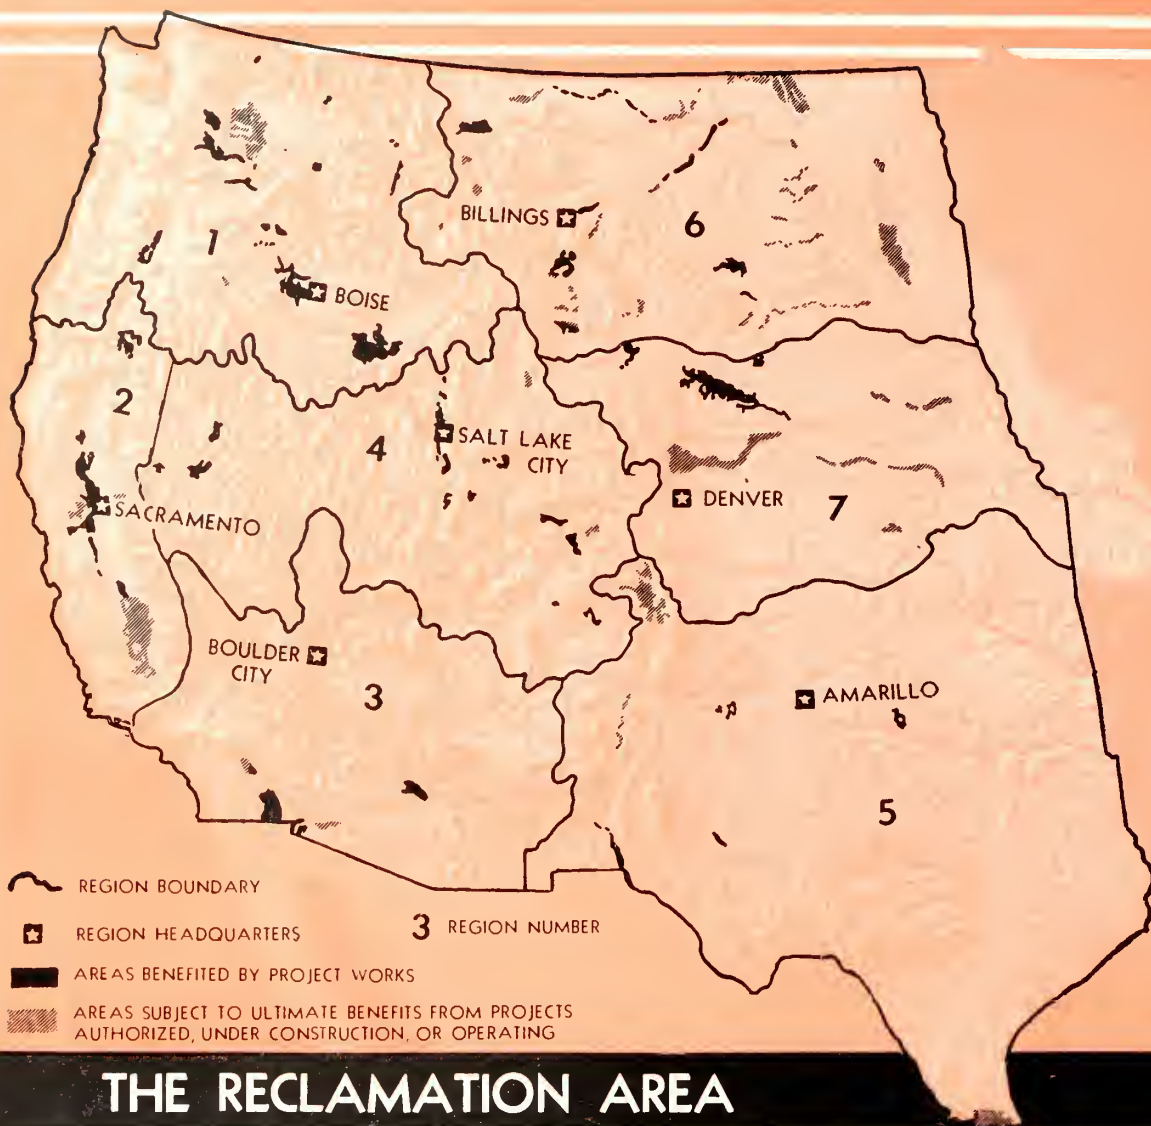 BILLINGS
6
1
BOISE
2
4
SALT LAKE
CITY
SACRAMENTO
DENVER
7
BOULDER
CITY
3
AMARILLO
5
REGION BOUNDARY
REGION HEADQUARTERS
3 REGION NUMBER
AREAS BENEFITED BY PROJECT WORKS
AREAS SUBJECT TO ULTIMATE BENEFITS FROM PROJECTS
AUTHORIZED, UNDER CONSTRUCTION, OR OPERATING
THE RECLAMATION AREA